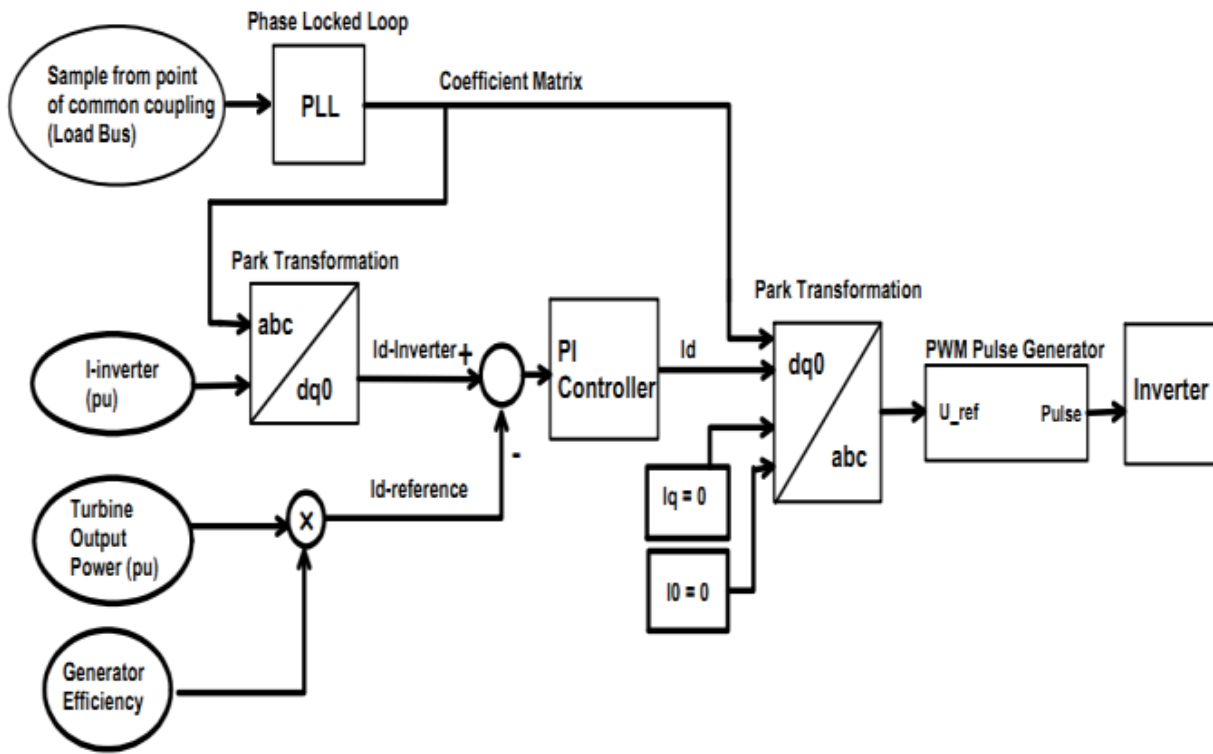 Phase Locked Loop
Sample from point
of common coupling
(Load Bus)
PLL
Coefficient Matrix
Park Transformation
abc
dq0
I-inverter
(pu)
Id-Inverter
+
-
PI
Controller
Id
Park Transformation
dq0
abc
PWM Pulse Generator
U_ref
Pulse
Inverter
Turbine
Output
Power (pu)
×
Id-reference
Iq = 0
I0 = 0
Generator
Efficiency